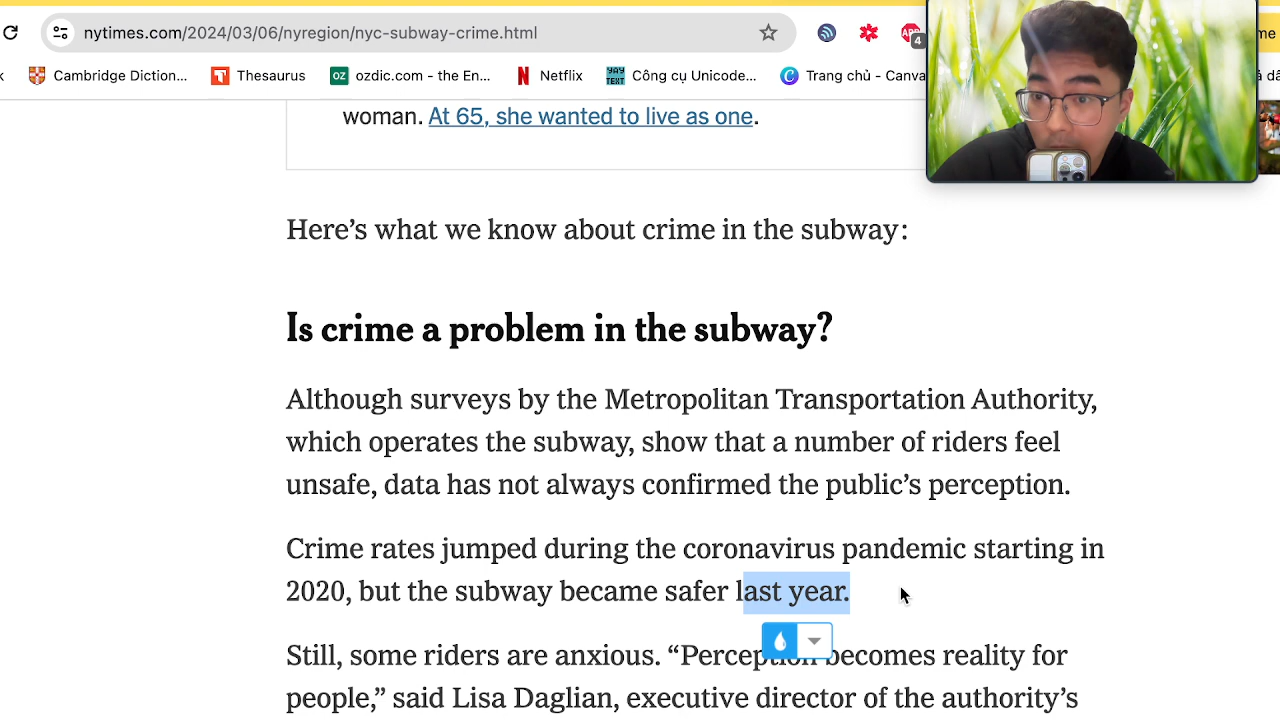 nytimes.com/2024/03/06/nyregion/nyc-subway-crime.html
4
me
k
Cambridge Diction...
T
Thesaurus
OZ
ozdic.com - the En...
N
Netflix
YAY
TEXT
Công cụ Unicode...
C
Trang chủ - Canva
woman. At 65, she wanted to live as one.
Here’s what we know about crime in the subway:
Is crime a problem in the subway?
Although surveys by the Metropolitan Transportation Authority,
which operates the subway, show that a number of riders feel
unsafe, data has not always confirmed the public’s perception.
Crime rates jumped during the coronavirus pandemic starting in
2020, but the subway became safer last year.
Still, some riders are anxious. “Perception becomes reality for
people,” said Lisa Daglian, executive director of the authority’s